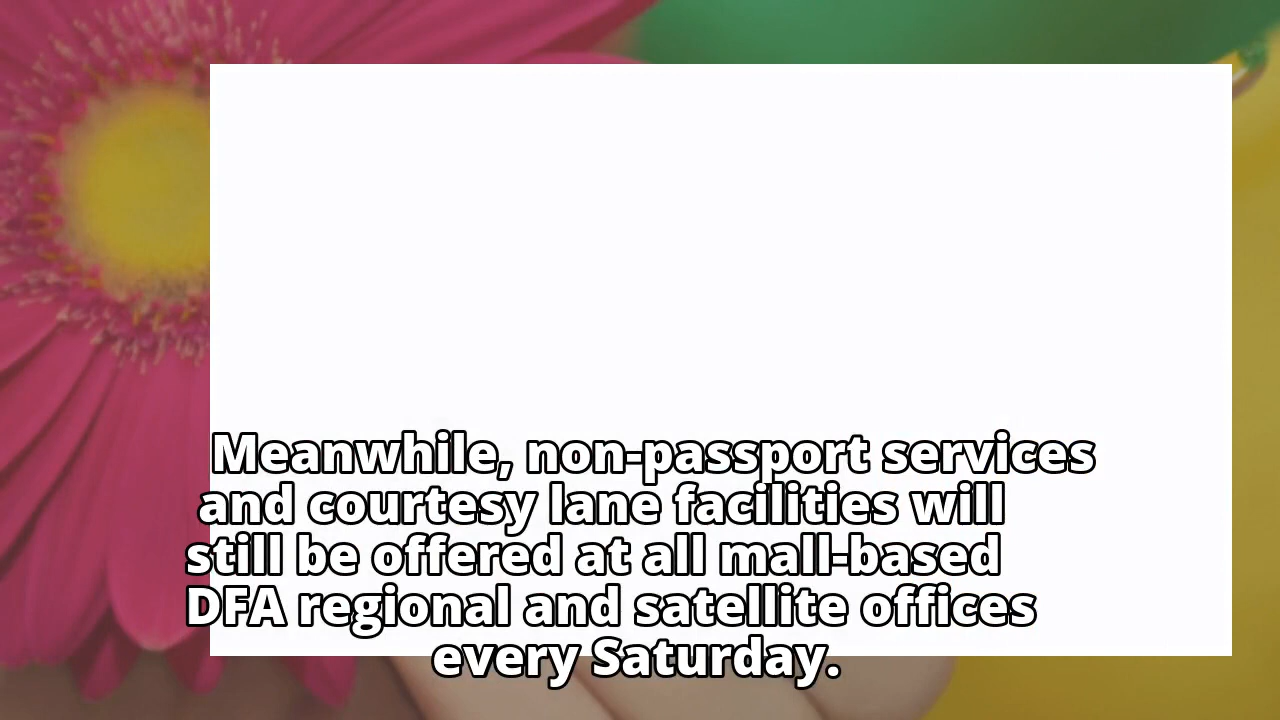 Meanwhile, non-passport services
and courtesy lane facilities will
still be offered at all mall-based
DFA regional and satellite offices
every Saturday.